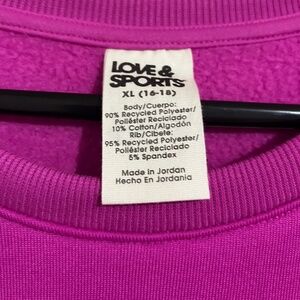 LOVE &
SPORTS
XL (16-18)
Body/Cuerpo:
90% Recycled Polyester/
Poliéster Reciclado
10% Cotton/Algodón
Rib/Cibete:
95% Recycled Polyester/
Poliéster Reciclado
5% Spandex
Made in Jordan
Hecho En Jordania